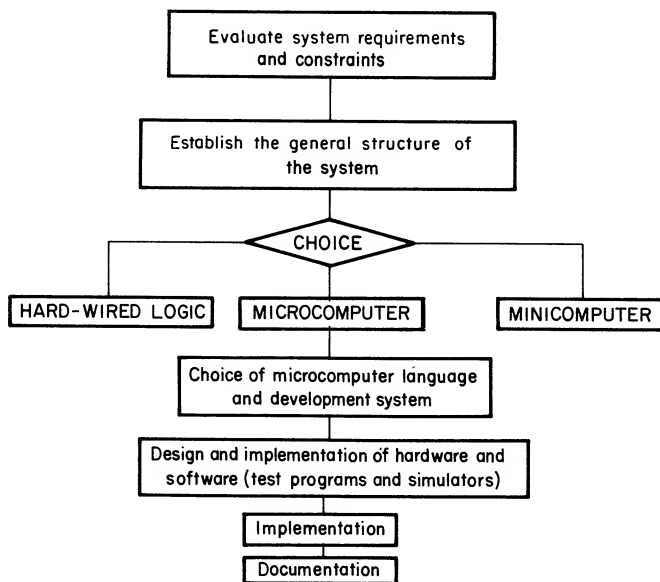 Evaluate system requirements
and constraints
Establish the general structure of
the system
CHOICE
HARD-WIRED LOGIC
MICROCOMPUTER
MINICOMPUTER
Choice of microcomputer language
and development system
Design and implementation of hardware and
software (test programs and simulators)
Implementation
Documentation